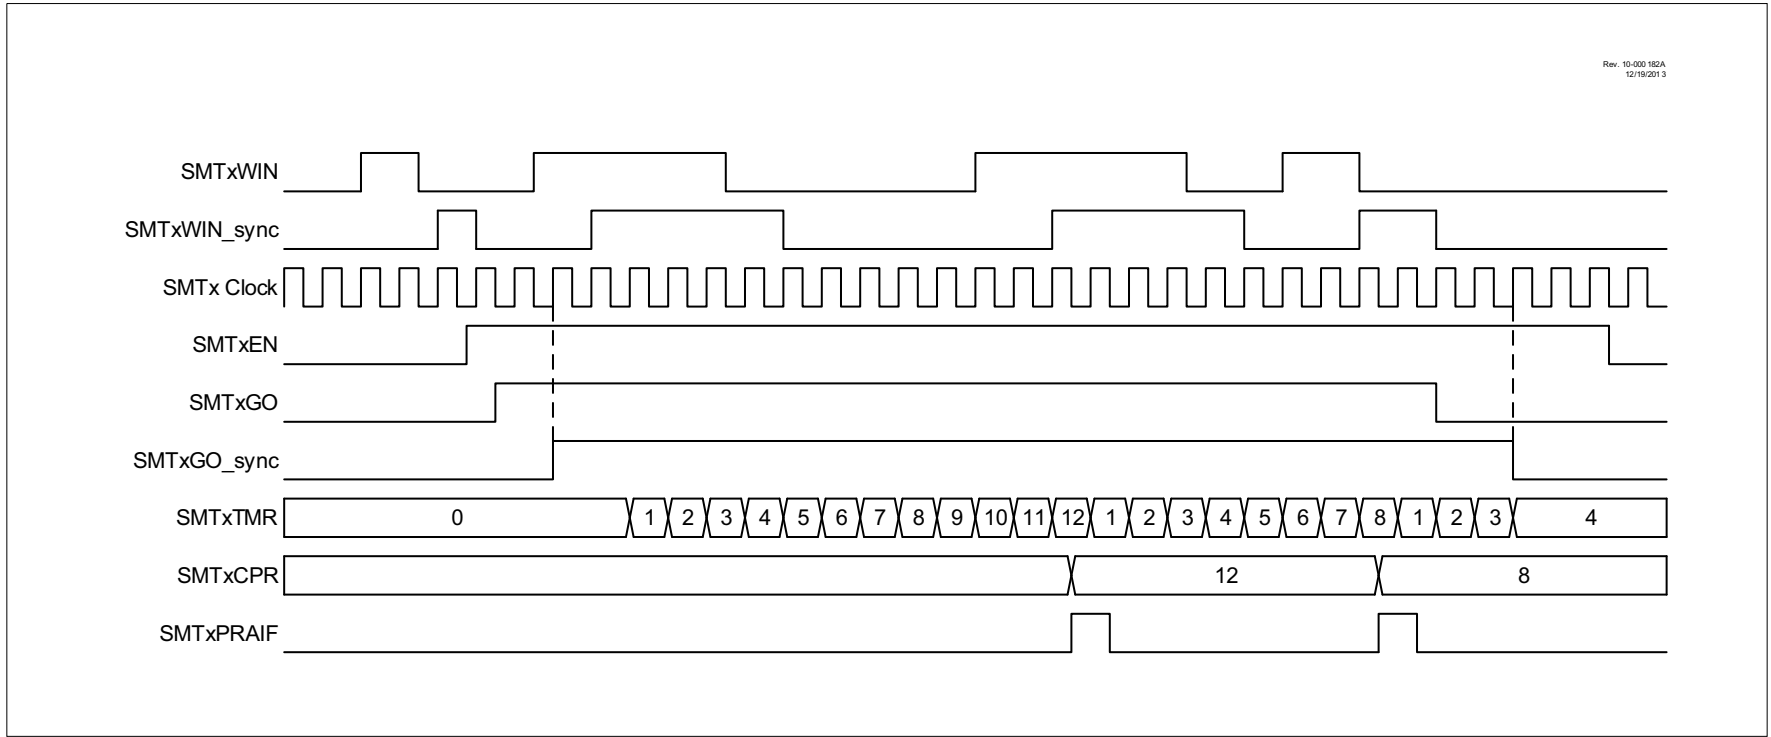 Rev. 10-000 182A
12/19/201 3
SMTxWIN
SMTxWIN_sync
SMTx Clock
SMTxEN
SMTxGO
SMTxGO_sync
SMTxTMR 0 1 2 3 4 5 6 7 8 9 10 11 12 1 2 3 4 5 6 7 8 1 2 3 4
SMTxCPR 12 8
SMTxPRAIF